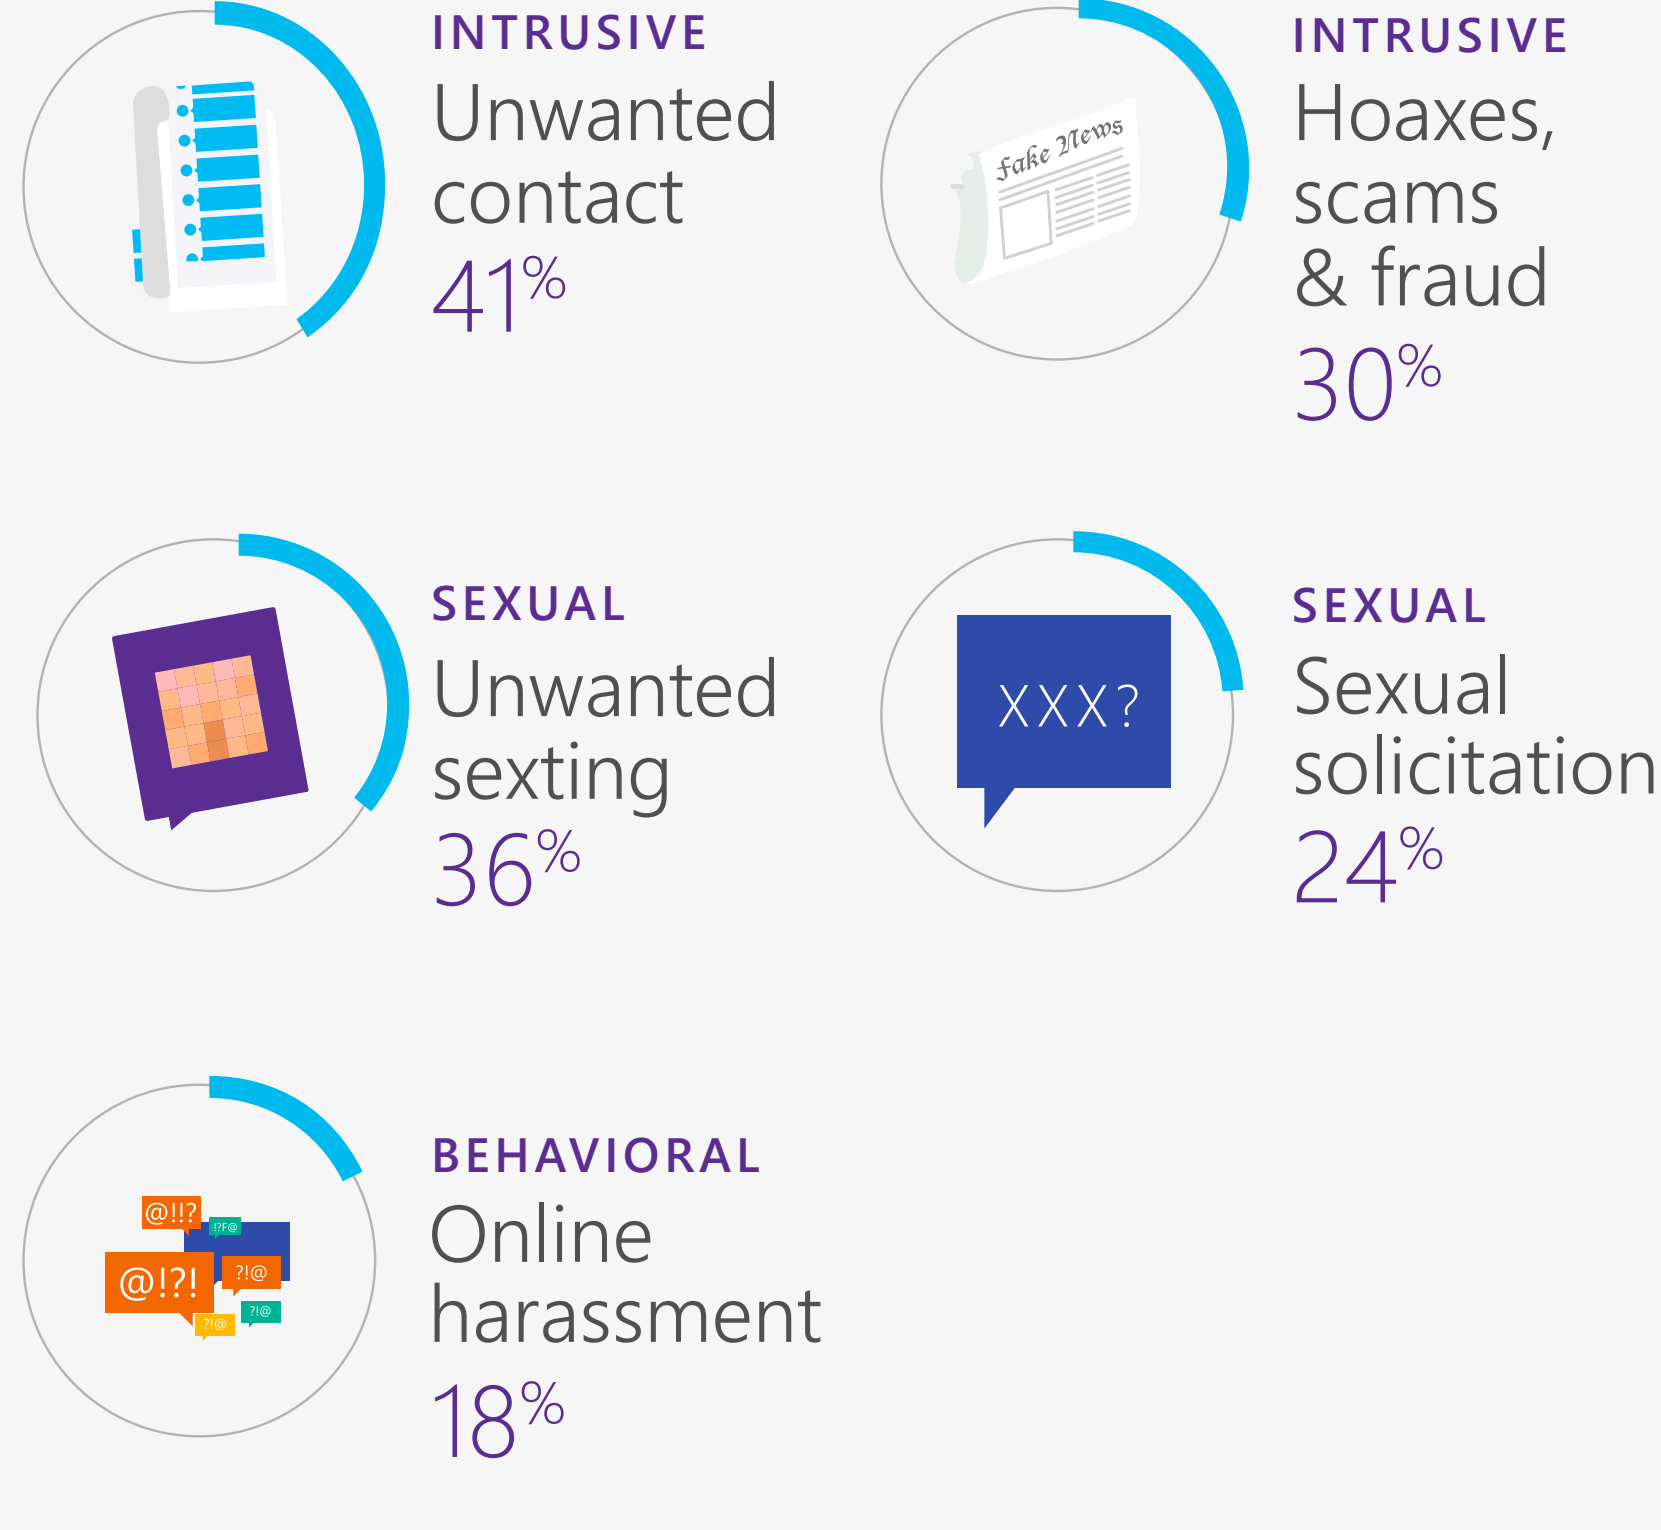 INTRUSIVE
Unwanted
contact
41%
INTRUSIVE
Hoaxes,
scams
& fraud
30%
Fake News
SEXUAL
Unwanted
sexting
36%
XXX?
SEXUAL
Sexual
solicitation
24%
@!!?
!?F@
@!?!
?!@
?!@
?!@
BEHAVIORAL
Online
harassment
18%